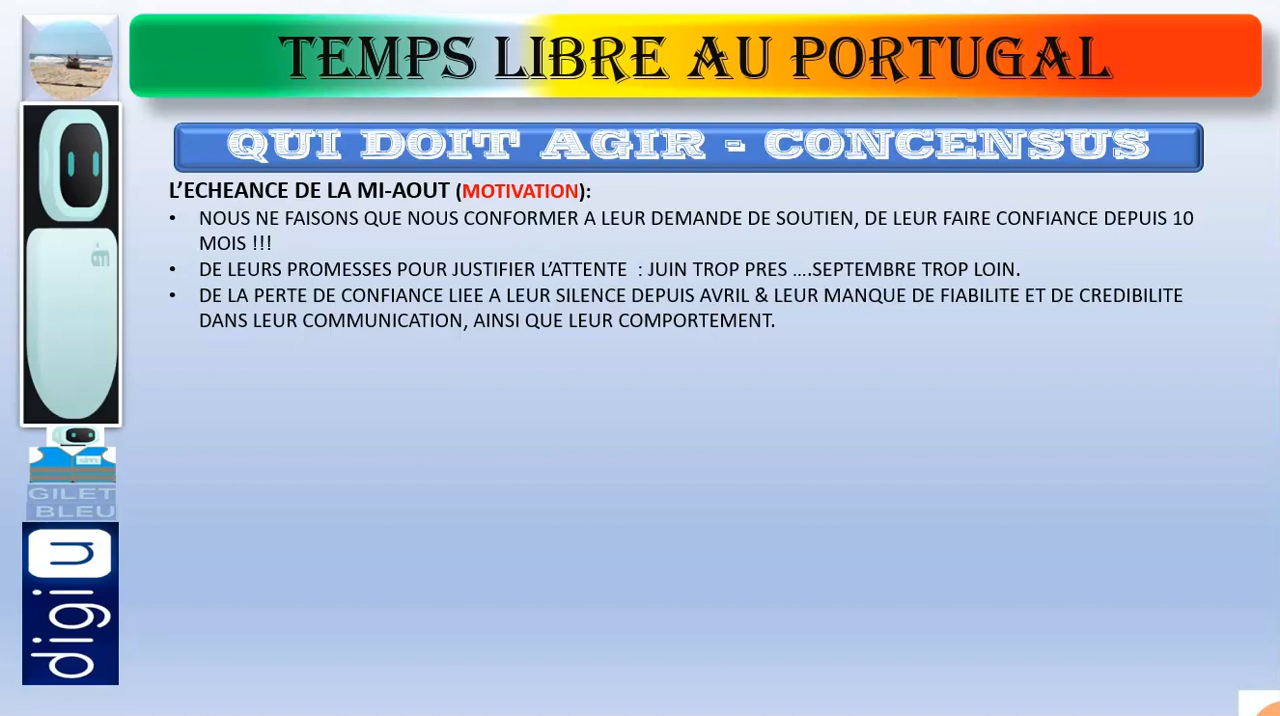 TEMPS LIBRE AU PORTUGAL
QUI DOIT AGIR - CONCENSUS
L'ECHEANCE DE LA MI-AOUT (MOTIVATION):
• NOUS NE FAISONS QUE NOUS CONFORMER A LEUR DEMANDE DE SOUTIEN, DE LEUR FAIRE CONFIANCE DEPUIS 10
MOIS !!!
• DE LEURS PROMESSES POUR JUSTIFIER L'ATTENTE : JUIN TROP PRES ….SEPTEMBRE TROP LOIN.
• DE LA PERTE DE CONFIANCE LIEE A LEUR SILENCE DEPUIS AVRIL & LEUR MANQUE DE FIABILITE ET DE CREDIBILITE
DANS LEUR COMMUNICATION, AINSI QUE LEUR COMPORTEMENT.
GILET
BLEU
digi u